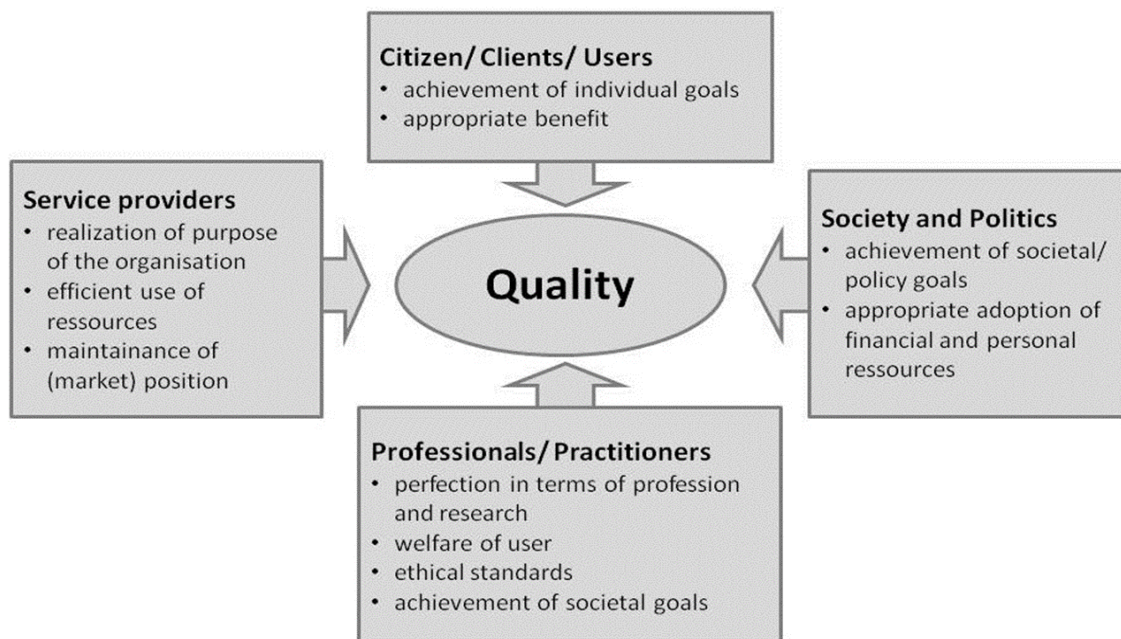 Citizen/ Clients/ Users
• achievement of individual goals
• appropriate benefit
Service providers
• realization of purpose
of the organisation
• efficient use of
ressources
• maintainance of
(market) position
Quality
Society and Politics
• achievement of societal/
policy goals
• appropriate adoption of
financial and personal
ressources
Professionals/ Practitioners
• perfection in terms of profession
and research
• welfare of user
• ethical standards
• achievement of societal goals